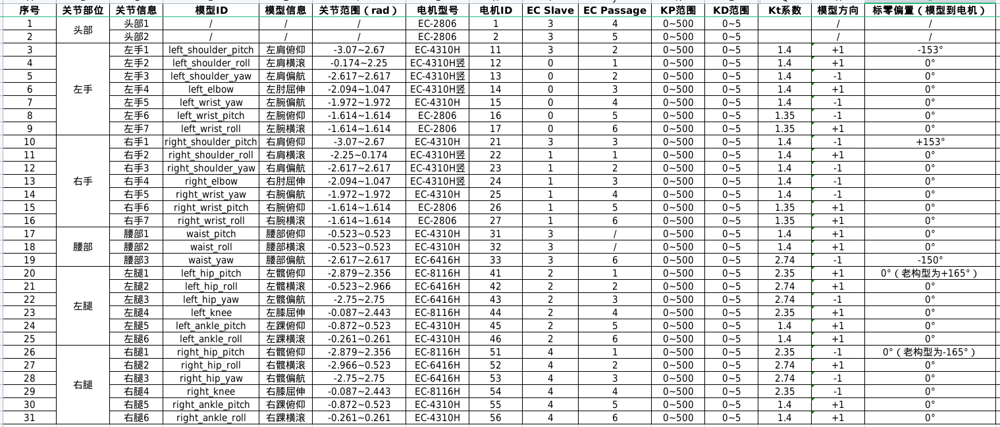 序号 关节部位 关节信息 模型ID 模型信息 关节范围（rad） 电机型号 电机ID EC Slave EC Passage KP范围 KD范围 Kt系数 模型方向 标零偏置（模型到电机）
1 头部 头部1 / / / EC-2806 1 3 4 0~500 0~5 / /
2 头部2 / / / EC-2806 2 3 5 0~500 0~5 / /
3 左手 左手1 left_shoulder_pitch 左肩俯仰 -3.07~2.67 EC-4310H 11 3 2 0~500 0~5 1.4 +1 -153°
4 左手2 left_shoulder_roll 左肩横滚 -0.174~2.25 EC-4310H竖 12 0 1 0~500 0~5 1.4 +1 0°
5 左手3 left_shoulder_yaw 左肩偏航 -2.617~2.617 EC-4310H竖 13 0 2 0~500 0~5 1.4 -1 0°
6 左手4 left_elbow 左肘屈伸 -2.094~1.047 EC-4310H竖 14 0 3 0~500 0~5 1.4 +1 0°
7 左手5 left_wrist_yaw 左腕偏航 -1.972~1.972 EC-4310H 15 0 4 0~500 0~5 1.4 -1 0°
8 左手6 left_wrist_pitch 左腕俯仰 -1.614~1.614 EC-2806 16 0 5 0~500 0~5 1.35 -1 0°
9 左手7 left_wrist_roll 左腕横滚 -1.614~1.614 EC-2806 17 0 6 0~500 0~5 1.35 +1 0°
10 右手 右手1 right_shoulder_pitch 右肩俯仰 -3.07~2.67 EC-4310H 21 3 3 0~500 0~5 1.4 -1 +153°
11 右手2 right_shoulder_roll 右肩横滚 -2.25~0.174 EC-4310H竖 22 1 1 0~500 0~5 1.4 +1 0°
12 右手3 right_shoulder_yaw 右肩偏航 -2.617~2.617 EC-4310H竖 23 1 2 0~500 0~5 1.4 -1 0°
13 右手4 right_elbow 右肘屈伸 -2.094~1.047 EC-4310H竖 24 1 3 0~500 0~5 1.4 -1 0°
14 右手5 right_wrist_yaw 右腕偏航 -1.972~1.972 EC-4310H 25 1 4 0~500 0~5 1.4 -1 0°
15 右手6 right_wrist_pitch 右腕俯仰 -1.614~1.614 EC-2806 26 1 5 0~500 0~5 1.35 +1 0°
16 右手7 right_wrist_roll 右腕横滚 -1.614~1.614 EC-2806 27 1 6 0~500 0~5 1.35 +1 0°
17 腰部 腰部1 waist_pitch 腰部俯仰 -0.523~0.523 EC-4310H 31 3 / 0~500 0~5 1.4 +1 0°
18 腰部2 waist_roll 腰部横滚 -0.523~0.523 EC-4310H 32 3 / 0~500 0~5 1.4 +1 0°
19 腰部3 waist_yaw 腰部偏航 -2.617~2.617 EC-6416H 33 3 6 0~500 0~5 2.74 -1 -150°
20 左腿 左腿1 left_hip_pitch 左髋俯仰 -2.879~2.356 EC-8116H 41 2 1 0~500 0~5 2.35 +1 0°（老构型为+165°）
21 左腿2 left_hip_roll 左髋横滚 -0.523~2.966 EC-6416H 42 2 2 0~500 0~5 2.74 +1 0°
22 左腿3 left_hip_yaw 左髋偏航 -2.75~2.75 EC-6416H 43 2 3 0~500 0~5 2.74 -1 0°
23 左腿4 left_knee 左膝屈伸 -0.087~2.443 EC-8116H 44 2 4 0~500 0~5 2.35 +1 0°
24 左腿5 left_ankle_pitch 左踝俯仰 -0.872~0.523 EC-4310H 45 2 5 0~500 0~5 1.4 +1 0°
25 左腿6 left_ankle_roll 左踝横滚 -0.261~0.261 EC-4310H 46 2 6 0~500 0~5 1.4 +1 0°
26 右腿 右腿1 right_hip_pitch 右髋俯仰 -2.879~2.356 EC-8116H 51 4 1 0~500 0~5 2.35 -1 0°（老构型为-165°）
27 右腿2 right_hip_roll 右髋横滚 -2.966~0.523 EC-6416H 52 4 2 0~500 0~5 2.74 +1 0°
28 右腿3 right_hip_yaw 右髋偏航 -2.75~2.75 EC-6416H 53 4 3 0~500 0~5 2.74 -1 0°
29 右腿4 right_knee 右膝屈伸 -0.087~2.443 EC-8116H 54 4 4 0~500 0~5 2.35 -1 0°
30 右腿5 right_ankle_pitch 右踝俯仰 -0.872~0.523 EC-4310H 55 4 5 0~500 0~5 1.4 +1 0°
31 右腿6 right_ankle_roll 右踝横滚 -0.261~0.261 EC-4310H 56 4 6 0~500 0~5 1.4 +1 0°